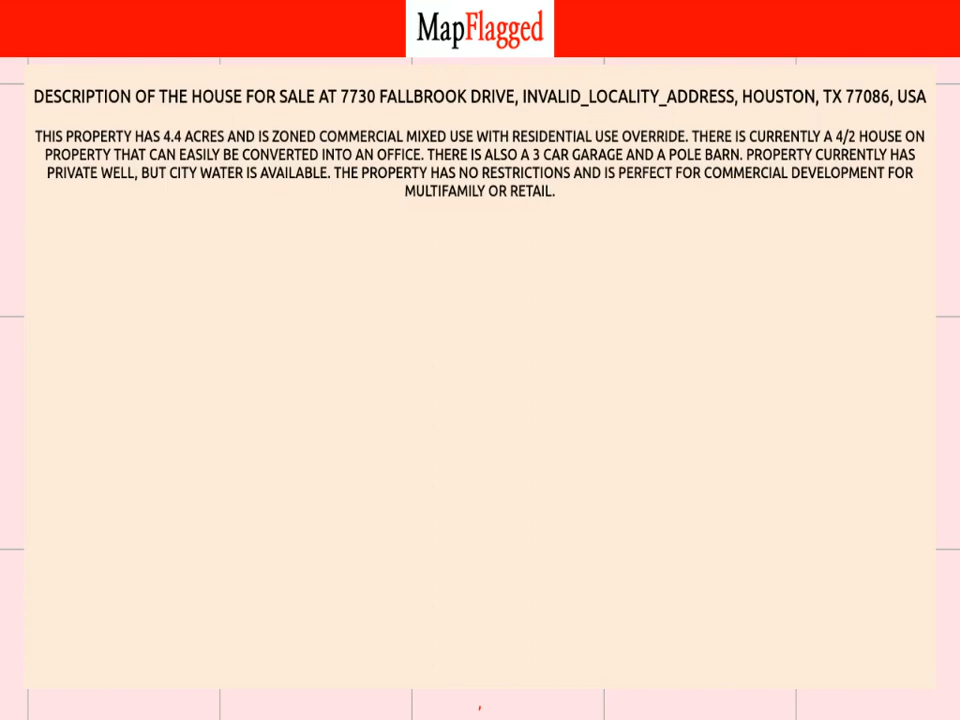 MapFlagged
DESCRIPTION OF THE HOUSE FOR SALE AT 7730 FALLBROOK DRIVE, INVALID_LOCALITY_ADDRESS, HOUSTON, TX 77086, USA
THIS PROPERTY HAS 4.4 ACRES AND IS ZONED COMMERCIAL MIXED USE WITH RESIDENTIAL USE OVERRIDE. THERE IS CURRENTLY A 4/2 HOUSE ON
PROPERTY THAT CAN EASILY BE CONVERTED INTO AN OFFICE. THERE IS ALSO A 3 CAR GARAGE AND A POLE BARN. PROPERTY CURRENTLY HAS
PRIVATE WELL, BUT CITY WATER IS AVAILABLE. THE PROPERTY HAS NO RESTRICTIONS AND IS PERFECT FOR COMMERCIAL DEVELOPMENT FOR
MULTIFAMILY OR RETAIL.
,